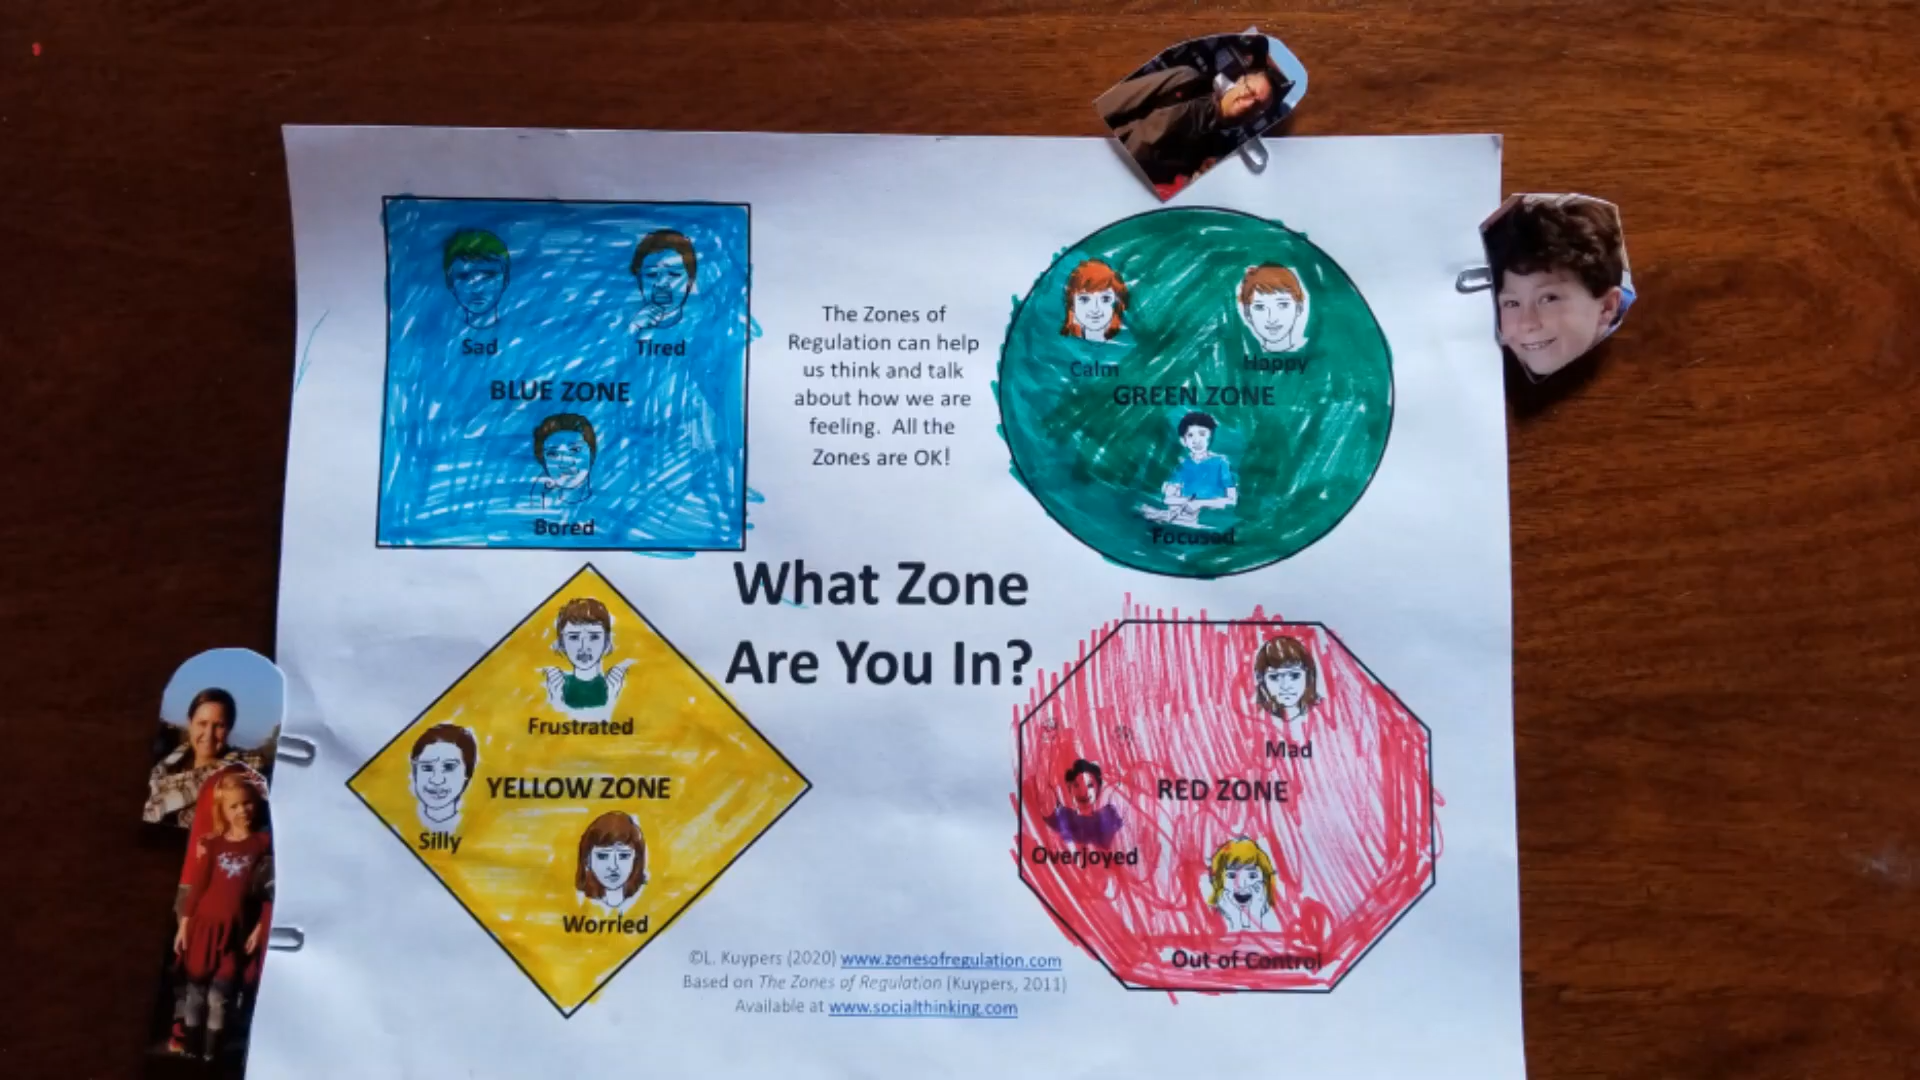 Sad
Tired
BLUE ZONE
Bored
The Zones of
Regulation can help
us think and talk
about how we are
feeling. All the
Zones are OK!
Calm
Happy
GREEN ZONE
Focused
What Zone
Are You In?
Frustrated
YELLOW ZONE
Silly
Worried
Mad
RED ZONE
Overjoyed
Out of Control
©L. Kuypers (2020) www.zonesofregulation.com
Based on The Zones of Regulation (Kuypers, 2011)
Available at www.socialthinking.com